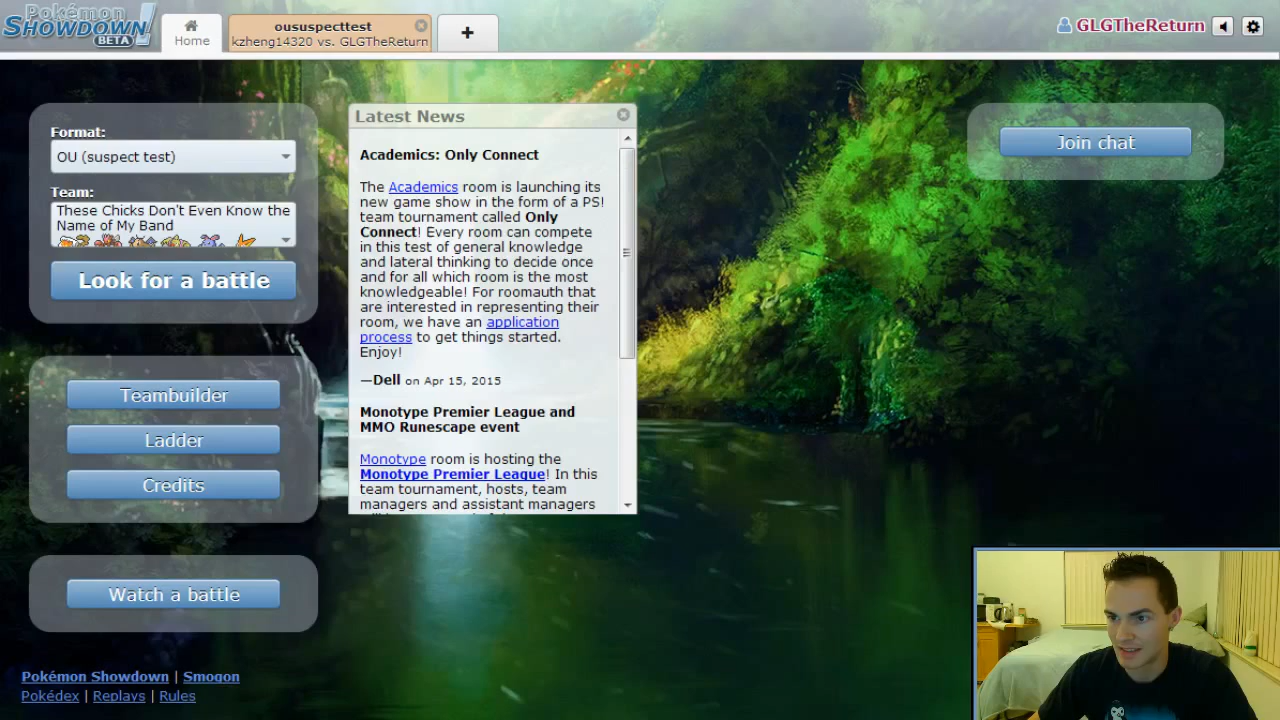 Pokémon
SHOWDOWN!
BETA
Home
oususpecttest
kzheng14320 vs. GLGTheReturn
+
GLGTheReturn
Format:
OU (suspect test)
Team:
These Chicks Don't Even Know the
Name of My Band
Look for a battle
Teambuilder
Ladder
Credits
Watch a battle
Pokémon Showdown | Smogon
Pokédex | Replays | Rules
Latest News
Academics: Only Connect
The Academics room is launching its
new game show in the form of a PS!
team tournament called Only
Connect! Every room can compete
in this test of general knowledge
and lateral thinking to decide once
and for all which room is the most
knowledgeable! For roomauth that
are interested in representing their
room, we have an application
process to get things started.
Enjoy!
—Dell on Apr 15, 2015
Monotype Premier League and
MMO Runescape event
Monotype room is hosting the
Monotype Premier League! In this
team tournament, hosts, team
managers and assistant managers
Join chat